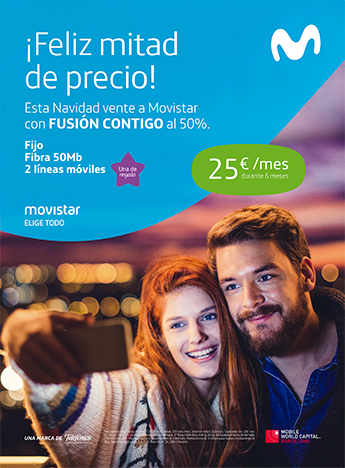 ¡Feliz mitad
de precio!
Esta Navidad vente a Movistar
con FUSIÓN CONTIGO al 50%.
Fijo
Fibra 50Mb
2 líneas móviles
Una de
regalo
25€/mes
durante 6 meses
movistar
ELIGE TODO
UNA MARCA DE Telefónica
MOBILE
WORLD CAPITAL
BARCELONA